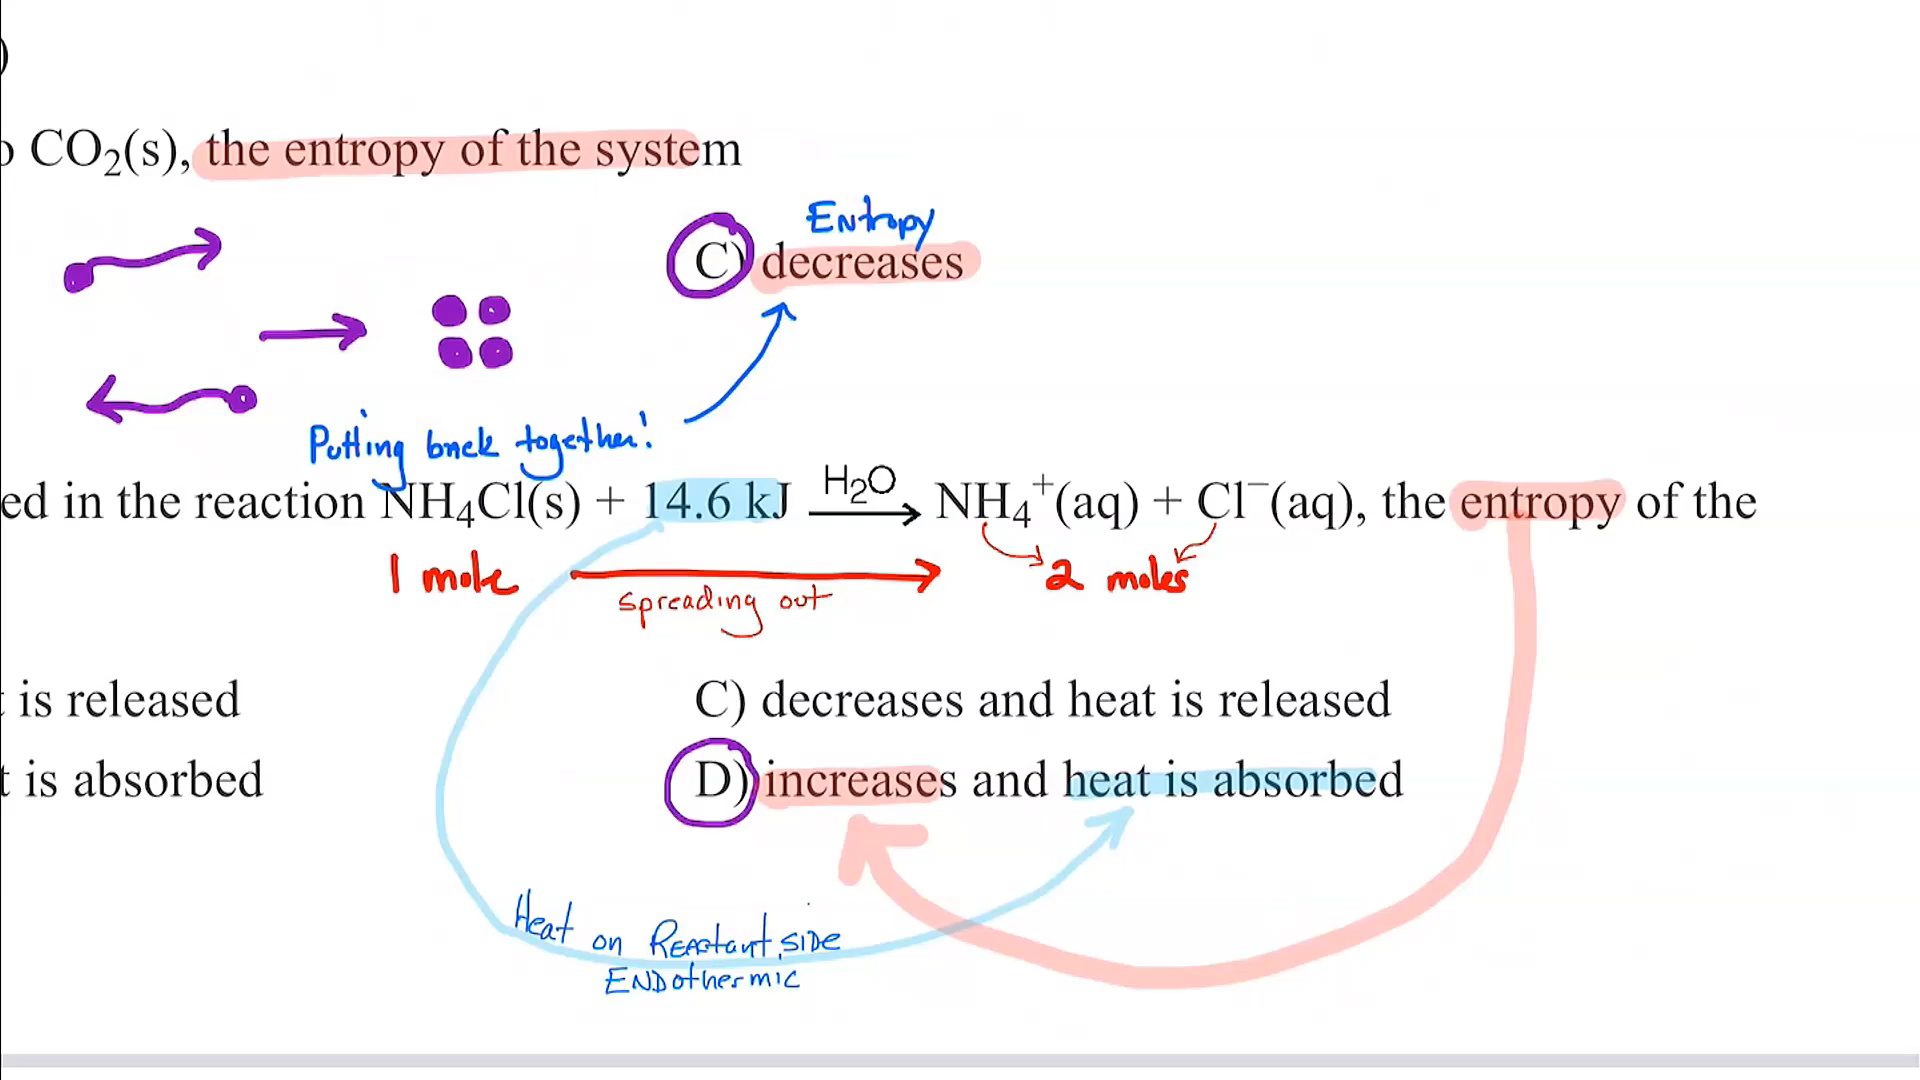 )
o CO₂(s), the entropy of the system
Entropy
C) decreases
Putting back together!
ed in the reaction NH₄Cl(s) + 14.6 kJ H₂O → NH₄⁺(aq) + Cl⁻(aq), the entropy of the
1 mole 2 moles
spreading out
t is released C) decreases and heat is released
t is absorbed D) increases and heat is absorbed
Heat on Reactant side
ENDothermic